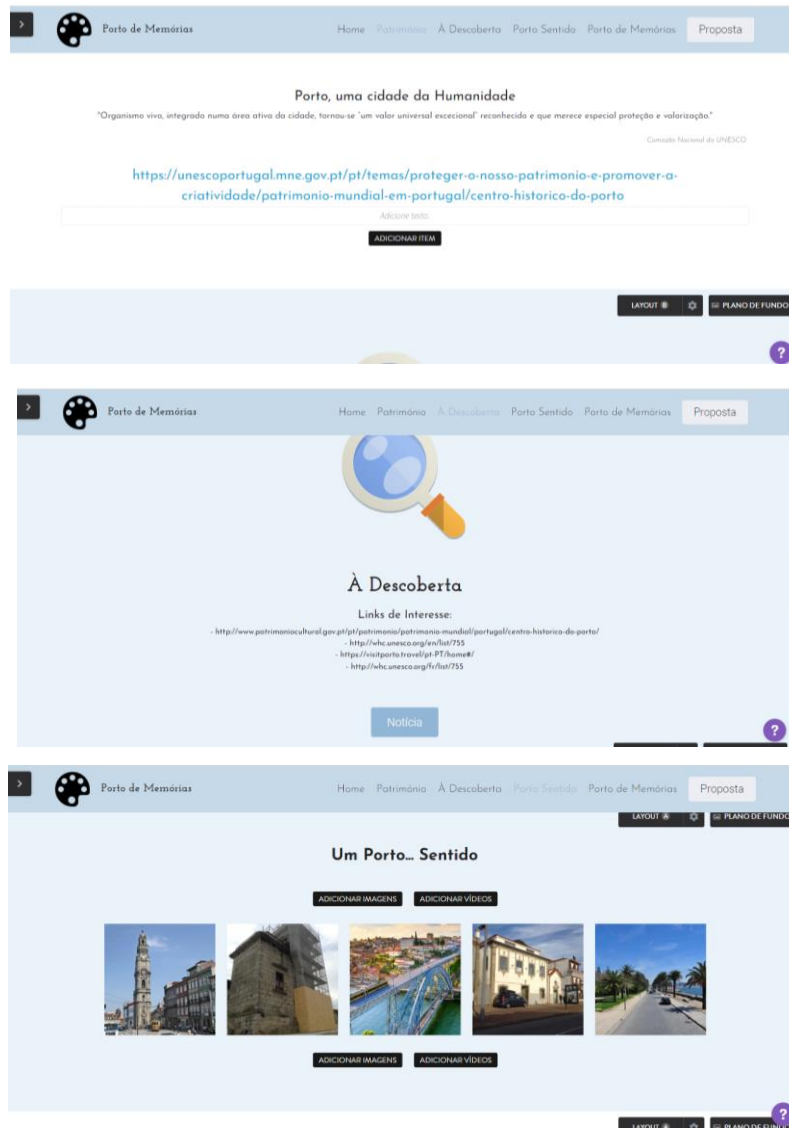 Porto de Memórias
Home Património À Descoberta Porto Sentido Porto de Memórias Proposta
Porto, uma cidade da Humanidade
"Organismo vivo, integrado numa área ativa da cidade, tornou-se "um valor universal excecional" reconhecido e que merece especial proteção e valorização."
Comissão Nacional da UNESCO
https://unescoportugal.mne.gov.pt/pt/temas/proteger-o-nosso-patrimonio-e-promover-a-
criatividade/patrimonio-mundial-em-portugal/centro-historico-do-porto
Adicione texto
ADICIONAR ITEM
LAYOUT B PLANO DE FUNDO
?
Porto de Memórias
Home Património À Descoberta Porto Sentido Porto de Memórias Proposta
À Descoberta
Links de Interesse:
- http://www.patrimoniocultural.gov.pt/pt/patrimonio/patrimonio-mundial/portugal/centro-historico-do-porto/
- http://whc.unesco.org/en/list/755
- https://visitporto.travel/pt-PT/home#/
- http://whc.unesco.org/fr/list/755
Notícia
?
Porto de Memórias
Home Património À Descoberta Porto Sentido Porto de Memórias Proposta
LAYOUT A PLANO DE FUNDO
Um Porto... Sentido
ADICIONAR IMAGENS ADICIONAR VÍDEOS
ADICIONAR IMAGENS ADICIONAR VÍDEOS
?
LAYOUT PLANO DE FUNDO